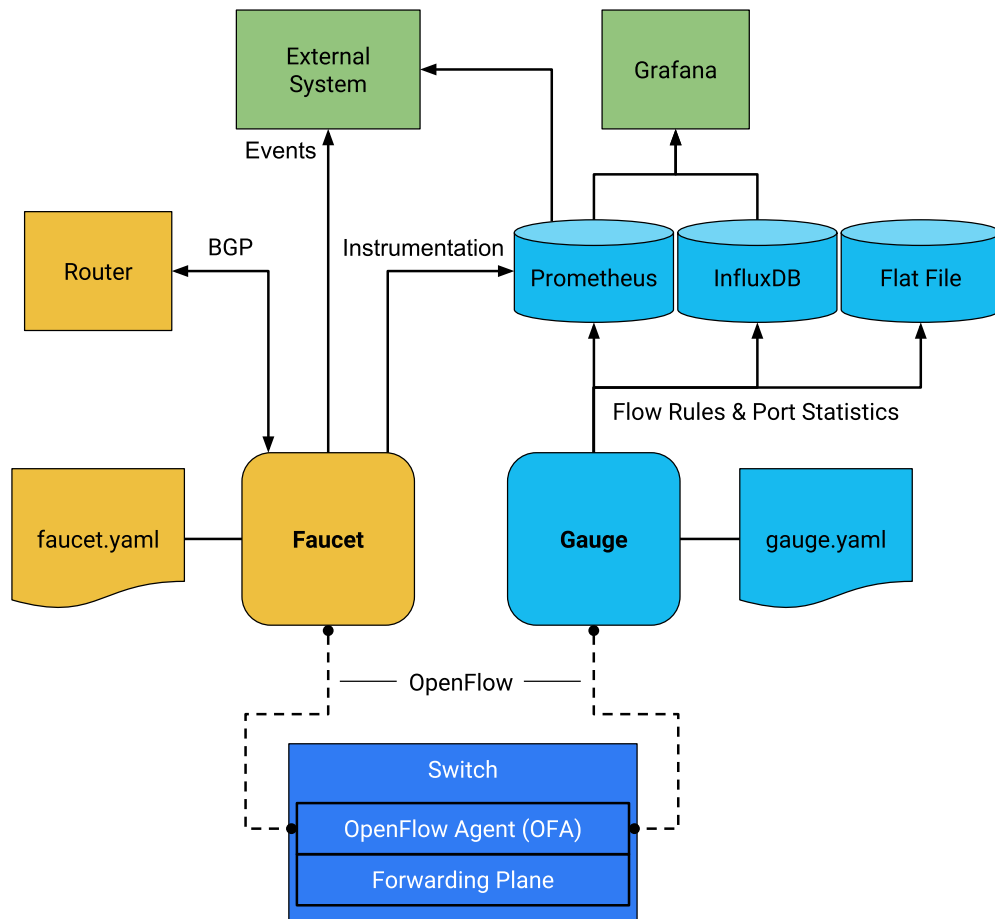 External
System
Grafana
Events
Router
BGP
Instrumentation
Prometheus
InfluxDB
Flat File
Flow Rules & Port Statistics
faucet.yaml
Faucet
Gauge
gauge.yaml
OpenFlow
Switch
OpenFlow Agent (OFA)
Forwarding Plane